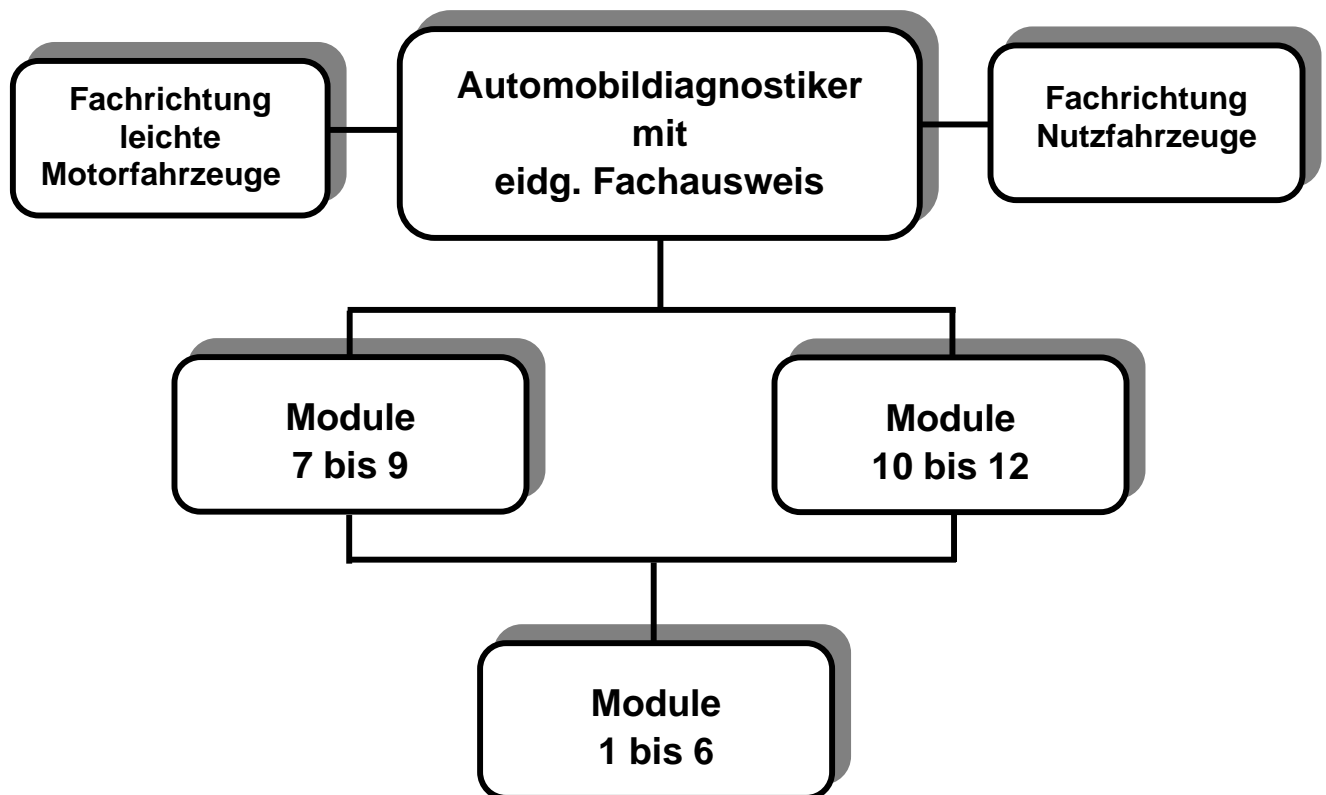 Fachrichtung
leichte
Motorfahrzeuge
Automobildiagnostiker
mit
eidg. Fachausweis
Fachrichtung
Nutzfahrzeuge
Module
7 bis 9
Module
10 bis 12
Module
1 bis 6